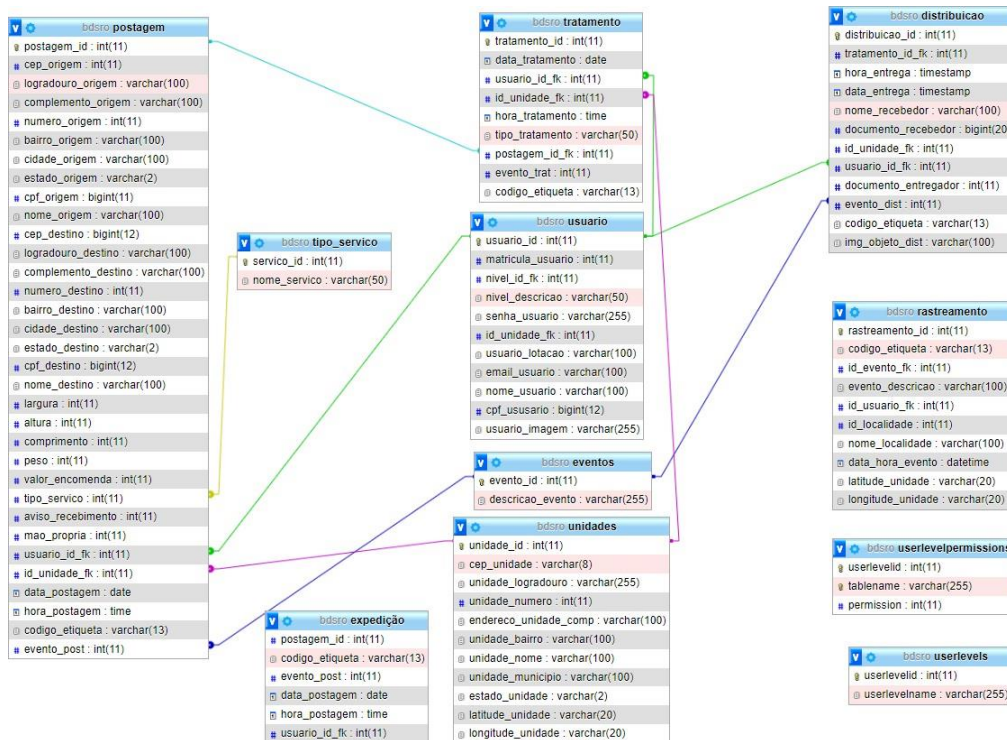 bdsro postagem
postagem_id : int(11)
cep_origem : int(11)
logradouro_origem : varchar(100)
complemento_origem : varchar(100)
numero_origem : int(11)
bairro_origem : varchar(100)
cidade_origem : varchar(100)
estado_origem : varchar(2)
cpf_origem : bigint(11)
nome_origem : varchar(100)
cep_destino : bigint(12)
logradouro_destino : varchar(100)
complemento_destino : varchar(100)
numero_destino : int(11)
bairro_destino : varchar(100)
cidade_destino : varchar(100)
estado_destino : varchar(2)
cpf_destino : bigint(12)
nome_destino : varchar(100)
largura : int(11)
altura : int(11)
comprimento : int(11)
peso : int(11)
valor_encomenda : int(11)
tipo_servico : int(11)
aviso_recebimento : int(11)
mao_propria : int(11)
usuario_id_fk : int(11)
id_unidade_fk : int(11)
data_postagem : date
hora_postagem : time
codigo_etiqueta : varchar(13)
evento_post : int(11)
bdsro tipo_servico
servico_id : int(11)
nome_servico : varchar(50)
bdsro expedição
postagem_id : int(11)
codigo_etiqueta : varchar(13)
evento_post : int(11)
data_postagem : date
hora_postagem : time
usuario_id_fk : int(11)
bdsro tratamento
tratamento_id : int(11)
data_tratamento : date
usuario_id_fk : int(11)
id_unidade_fk : int(11)
hora_tratamento : time
tipo_tratamento : varchar(50)
postagem_id_fk : int(11)
evento_trat : int(11)
codigo_etiqueta : varchar(13)
bdsro usuario
usuario_id : int(11)
matricula_usuario : int(11)
nivel_id_fk : int(11)
nivel_descricao : varchar(50)
senha_usuario : varchar(255)
id_unidade_fk : int(11)
usuario_lotacao : varchar(100)
email_usuario : varchar(100)
nome_usuario : varchar(100)
cpf_ususario : bigint(12)
usuario_imagem : varchar(255)
bdsro eventos
evento_id : int(11)
descricao_evento : varchar(255)
bdsro unidades
unidade_id : int(11)
cep_unidade : varchar(8)
unidade_logradouro : varchar(255)
unidade_numero : int(11)
endereco_unidade_comp : varchar(100)
unidade_bairro : varchar(100)
unidade_nome : varchar(100)
unidade_municipio : varchar(100)
estado_unidade : varchar(2)
latitude_unidade : varchar(20)
longitude_unidade : varchar(20)
bdsro distribuicao
distribuicao_id : int(11)
tratamento_id_fk : int(11)
hora_entrega : timestamp
data_entrega : timestamp
nome_recebedor : varchar(100)
documento_recebedor : bigint(20
id_unidade_fk : int(11)
usuario_id_fk : int(11)
documento_entregador : int(11)
evento_dist : int(11)
codigo_etiqueta : varchar(13)
img_objeto_dist : varchar(100)
bdsro rastreamento
rastreamento_id : int(11)
codigo_etiqueta : varchar(13)
id_evento_fk : int(11)
evento_descricao : varchar(100)
id_usuario_fk : int(11)
id_localidade : int(11)
nome_localidade : varchar(100)
data_hora_evento : datetime
latitude_unidade : varchar(20)
longitude_unidade : varchar(20)
bdsro userlevelpermissions
userlevelid : int(11)
tablename : varchar(255)
permission : int(11)
bdsro userlevels
userlevelid : int(11)
userlevelname : varchar(255)